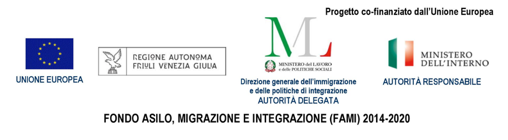 Progetto co-finanziato dall'Unione Europea
UNIONE EUROPEA
REGIONE AUTONOMA
FRIULI VENEZIA GIULIA
ML
MINISTERO del LAVORO
e delle POLITICHE SOCIALI
Direzione generale dell'immigrazione
e delle politiche di integrazione
AUTORITÀ DELEGATA
MINISTERO
DELL'INTERNO
AUTORITÀ RESPONSABILE
FONDO ASILO, MIGRAZIONE E INTEGRAZIONE (FAMI) 2014-2020